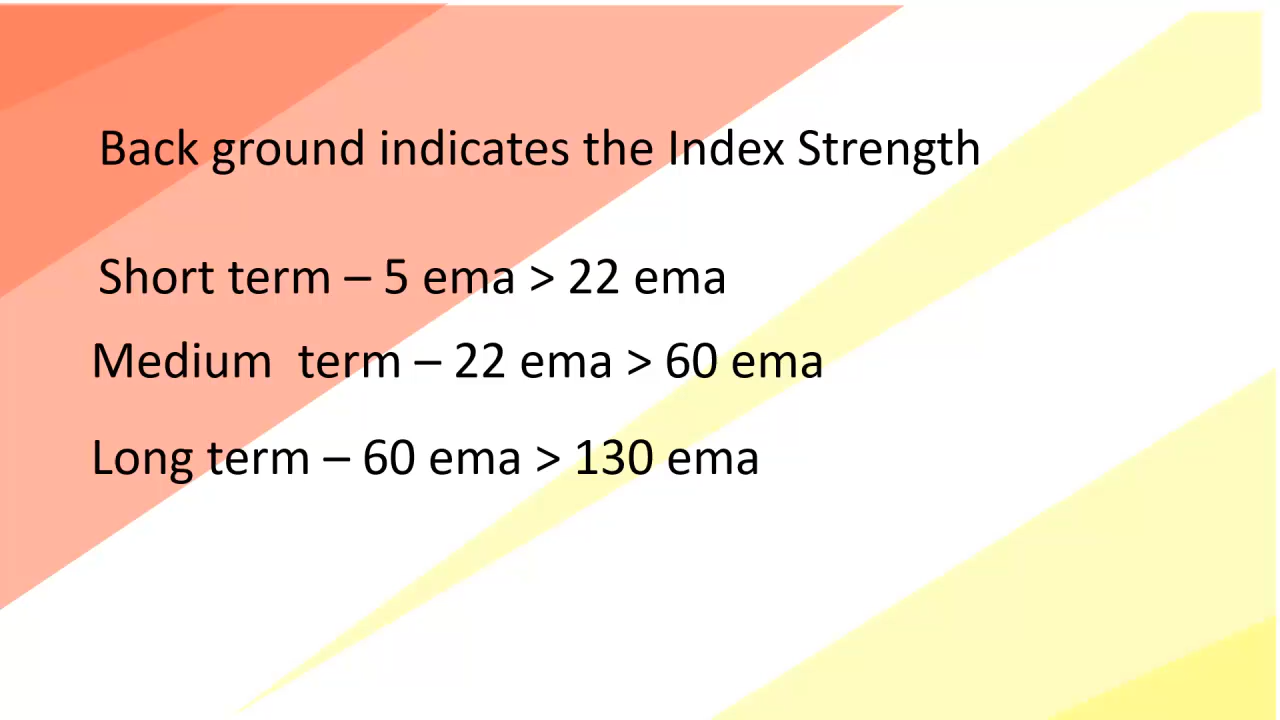 Back ground indicates the Index Strength
Short term – 5 ema > 22 ema
Medium  term – 22 ema > 60 ema
Long term – 60 ema > 130 ema